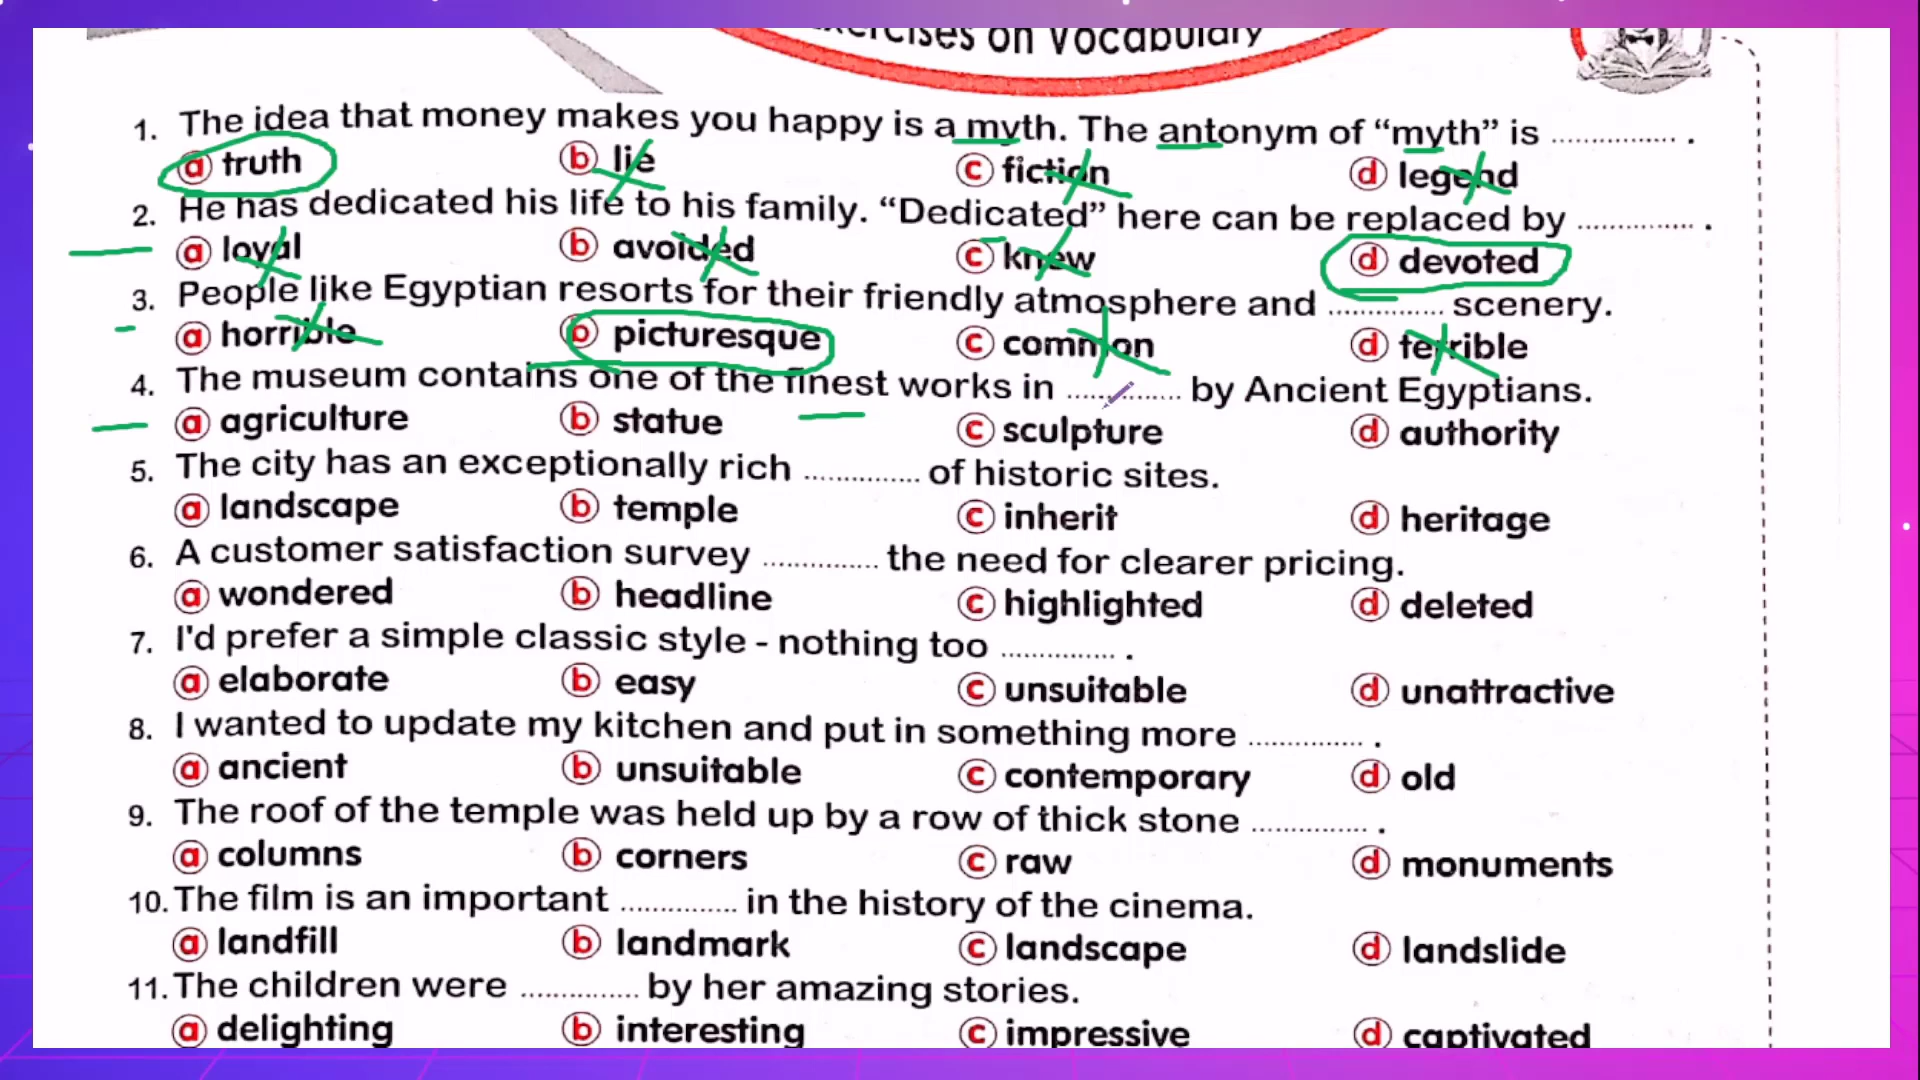 Exercises on Vocabulary
1. The idea that money makes you happy is a myth. The antonym of “myth” is ............... .
a truth b lie c fiction d legend
2. He has dedicated his life to his family. “Dedicated” here can be replaced by ............... .
a loyal b avoided c knew d devoted
3. People like Egyptian resorts for their friendly atmosphere and ............... scenery.
a horrible b picturesque c common d terrible
4. The museum contains one of the finest works in ............... by Ancient Egyptians.
a agriculture b statue c sculpture d authority
5. The city has an exceptionally rich ............... of historic sites.
a landscape b temple c inherit d heritage
6. A customer satisfaction survey ............... the need for clearer pricing.
a wondered b headline c highlighted d deleted
7. I'd prefer a simple classic style - nothing too ............... .
a elaborate b easy c unsuitable d unattractive
8. I wanted to update my kitchen and put in something more ............... .
a ancient b unsuitable c contemporary d old
9. The roof of the temple was held up by a row of thick stone ............... .
a columns b corners c raw d monuments
10. The film is an important ............... in the history of the cinema.
a landfill b landmark c landscape d landslide
11. The children were ............... by her amazing stories.
a delighting b interesting c impressive d captivated